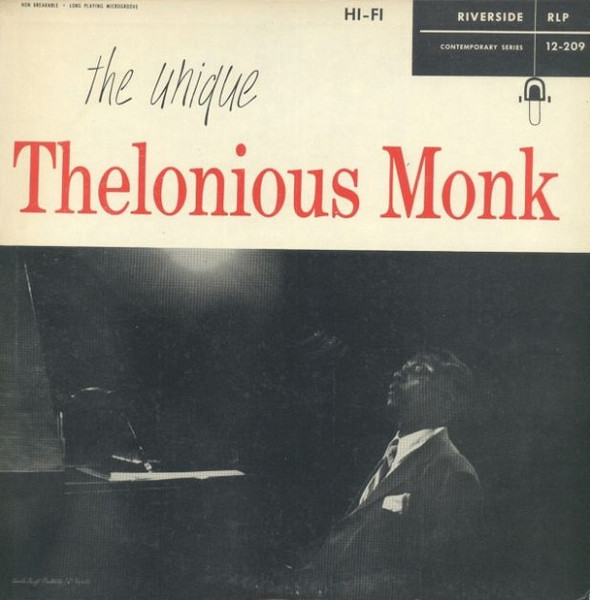 NON BREAKABLE • LONG PLAYING MICROGROOVE
HI-FI
RIVERSIDE RLP
CONTEMPORARY SERIES 12-209
the unique
Thelonious Monk